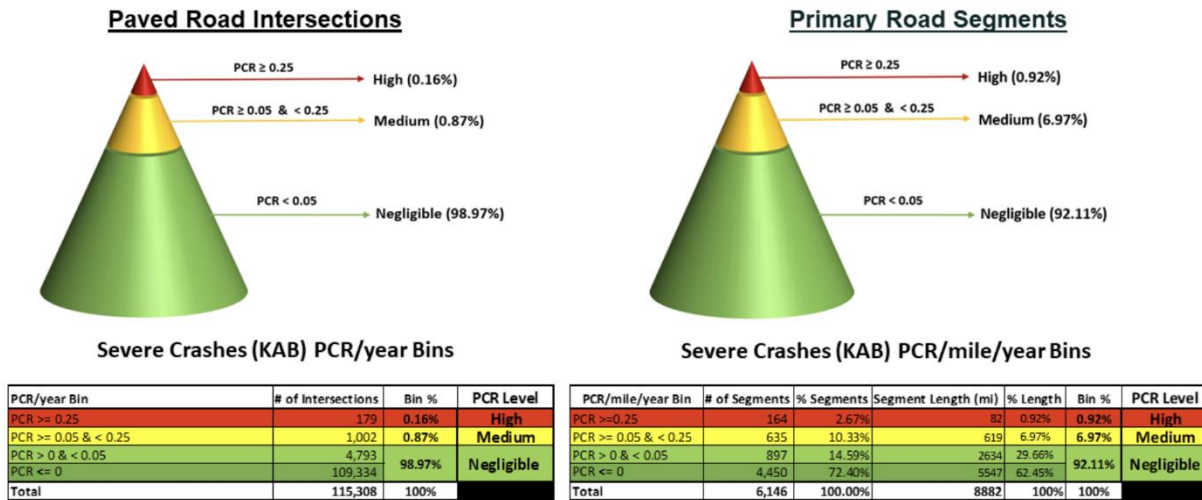 Paved Road Intersections
PCR ≥ 0.25
High (0.16%)
PCR ≥ 0.05 & < 0.25
Medium (0.87%)
PCR < 0.05
Negligible (98.97%)
Severe Crashes (KAB) PCR/year Bins
PCR/year Bin # of Intersections Bin % PCR Level
PCR >= 0.25 179 0.16% High
PCR >= 0.05 & < 0.25 1,002 0.87% Medium
PCR > 0 & < 0.05 4,793
98.97% Negligible
PCR <= 0 109,334
Total 115,308 100%
Primary Road Segments
PCR ≥ 0.25
High (0.92%)
PCR ≥ 0.05 & < 0.25
Medium (6.97%)
PCR < 0.05
Negligible (92.11%)
Severe Crashes (KAB) PCR/mile/year Bins
PCR/mile/year Bin # of Segments % Segments Segment Length (mi) % Length Bin % PCR Level
PCR >=0.25 164 2.67% 82 0.92% 0.92% High
PCR >= 0.05 & < 0.25 635 10.33% 619 6.97% 6.97% Medium
PCR > 0 & < 0.05 897 14.59% 2634 29.66%
92.11% Negligible
PCR <= 0 4,450 72.40% 5547 62.45%
Total 6,146 100.00% 8882 100% 100%